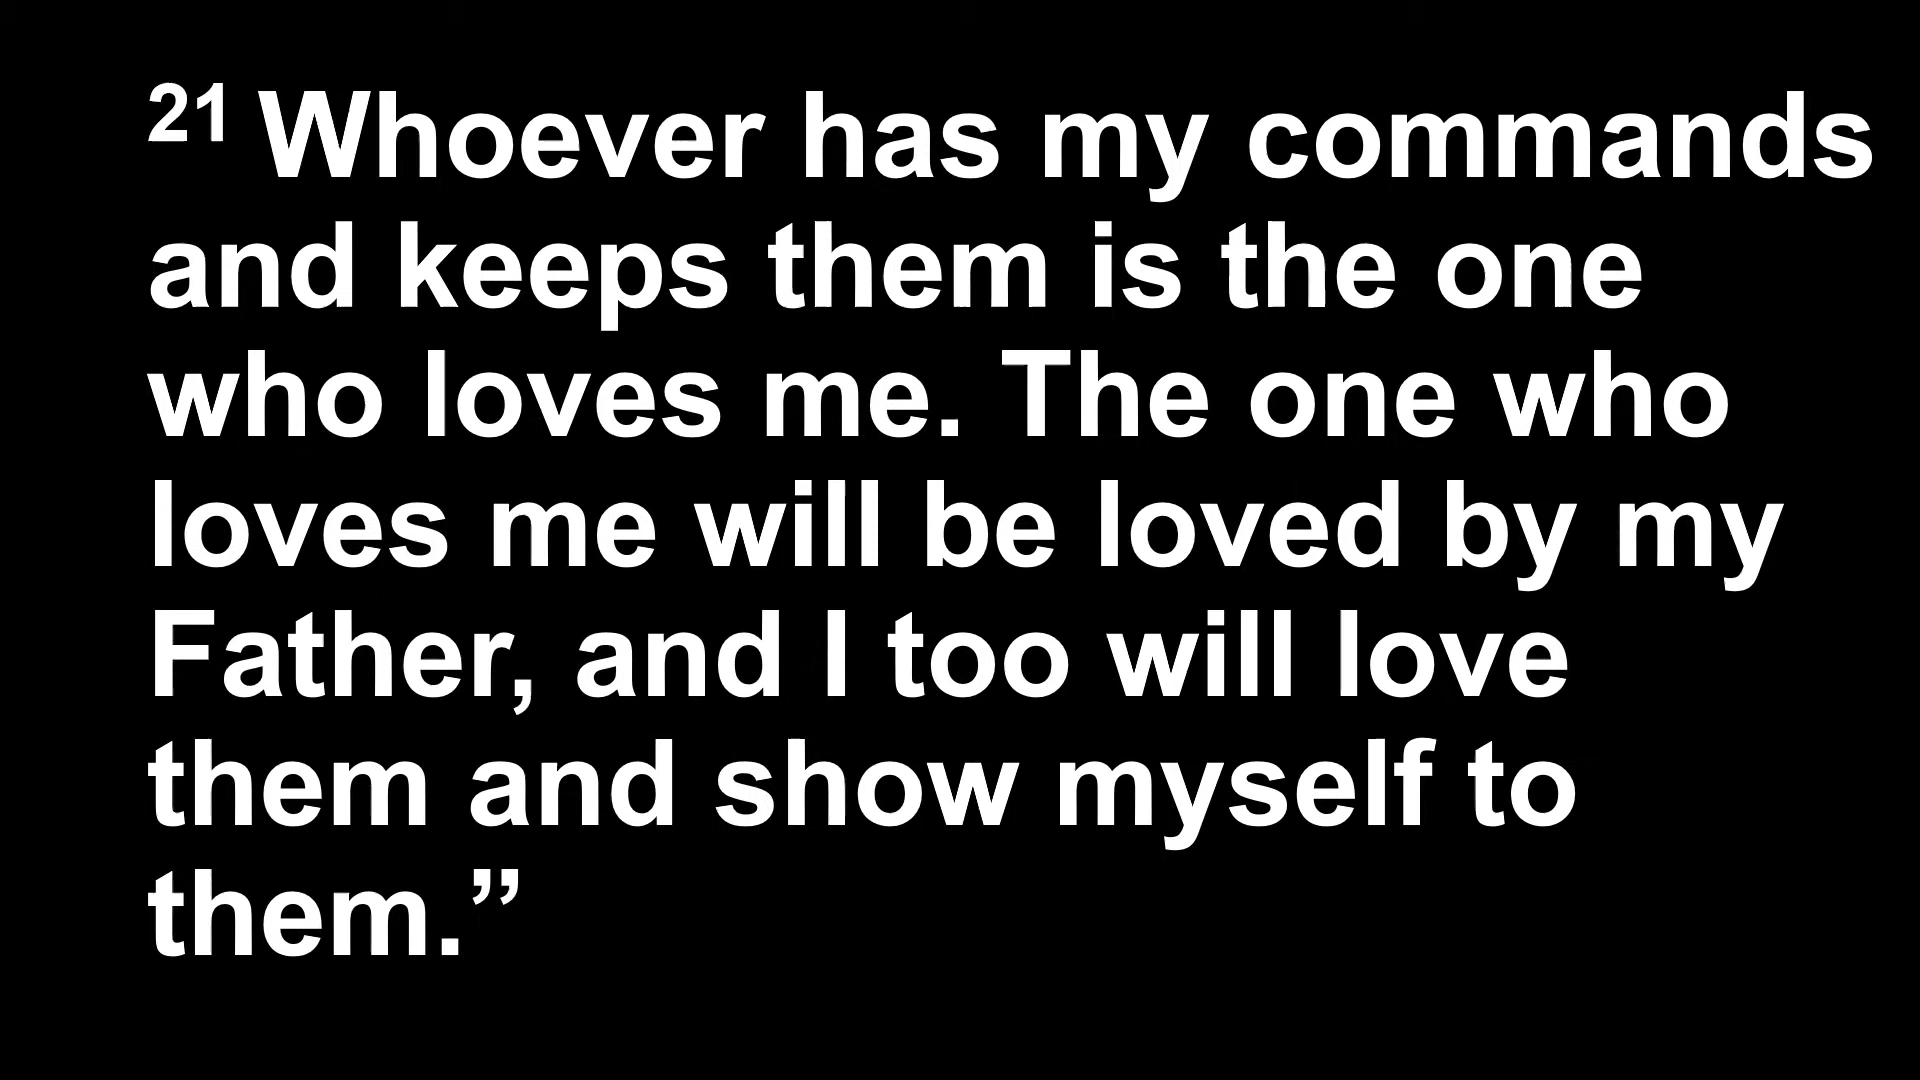 21 Whoever has my commands
and keeps them is the one
who loves me. The one who
loves me will be loved by my
Father, and I too will love
them and show myself to
them.”